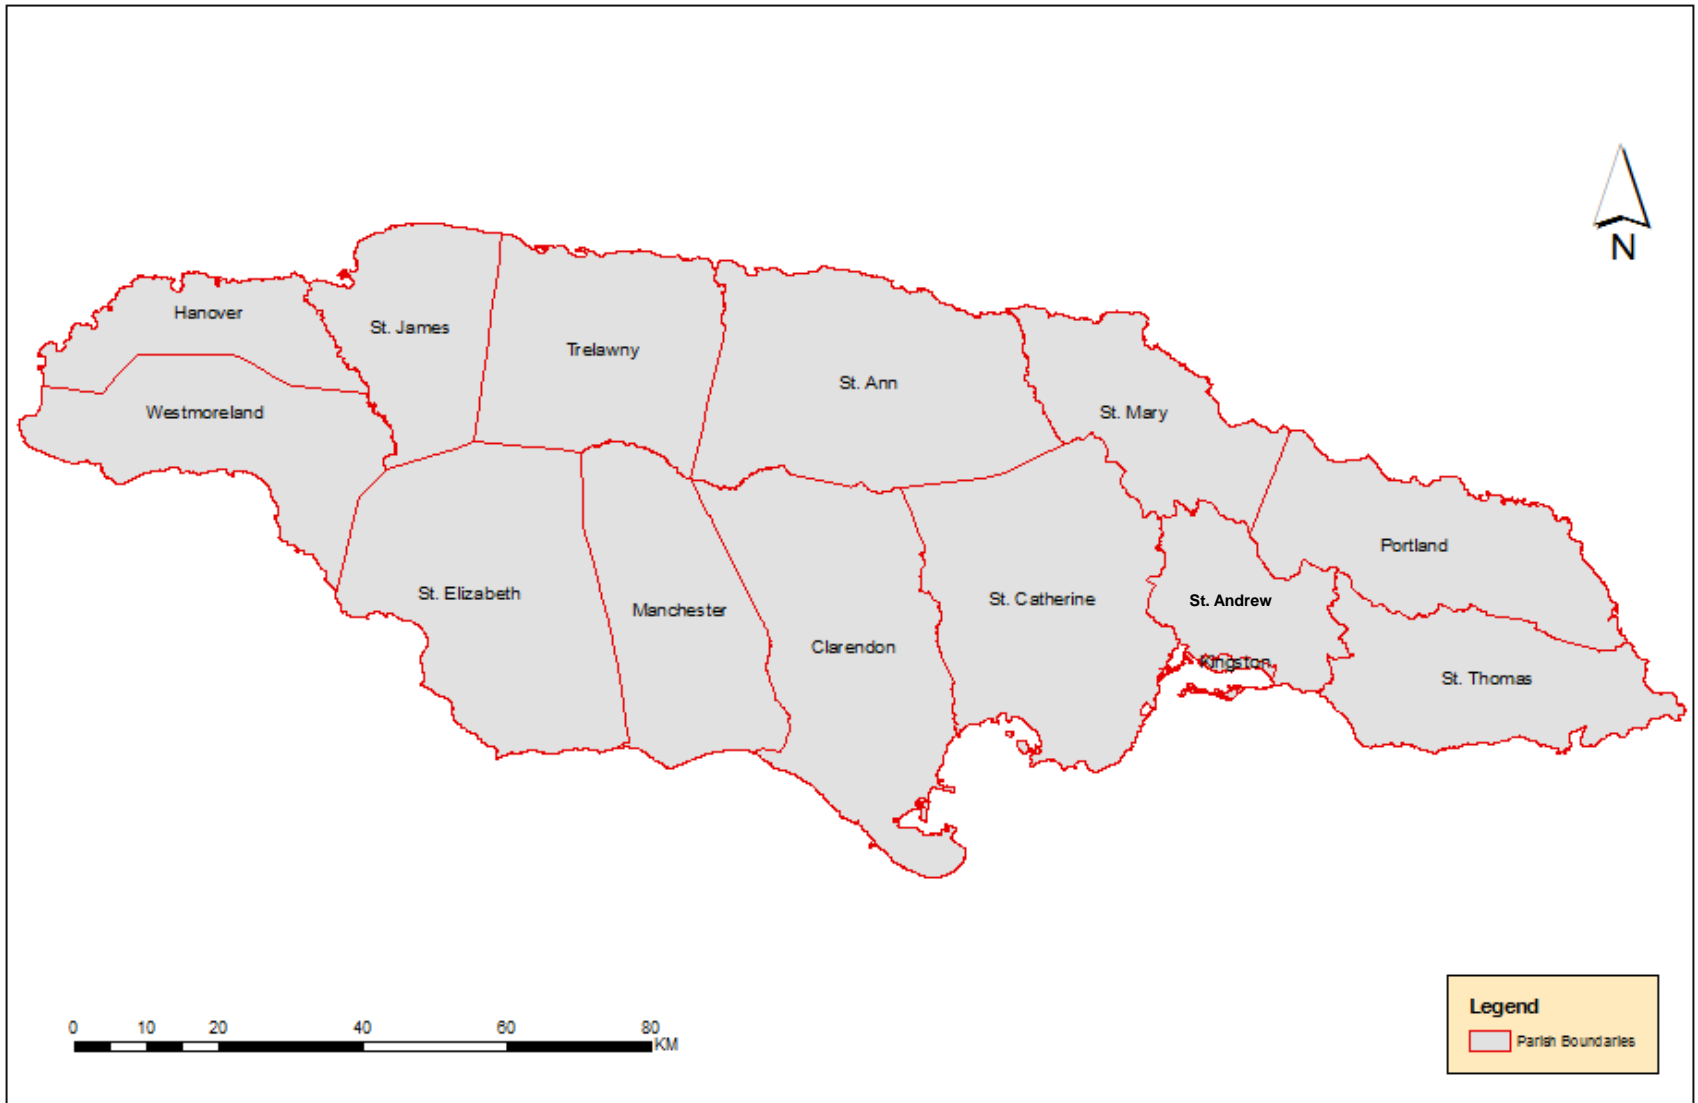 N
Hanover
St. James
Trelawny
St. Ann
Westmoreland
St. Mary
Portland
St. Elizabeth
Manchester
St. Catherine
St. Andrew
Clarendon
Kingston
St. Thomas
0 10 20 40 60 80
KM
Legend
Parish Boundaries